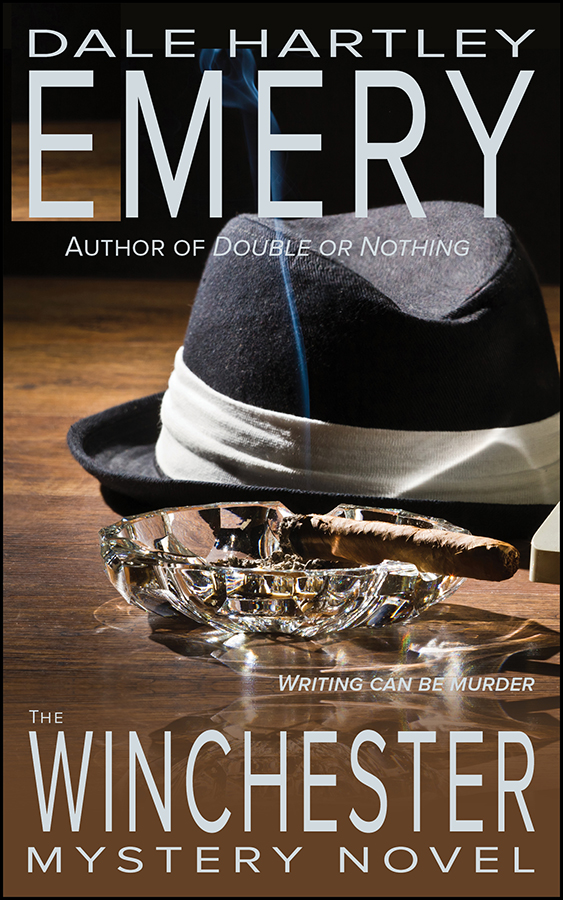 DALE HARTLEY
EMERY
AUTHOR OF DOUBLE OR NOTHING
WRITING CAN BE MURDER
THE
WINCHESTER
MYSTERY NOVEL